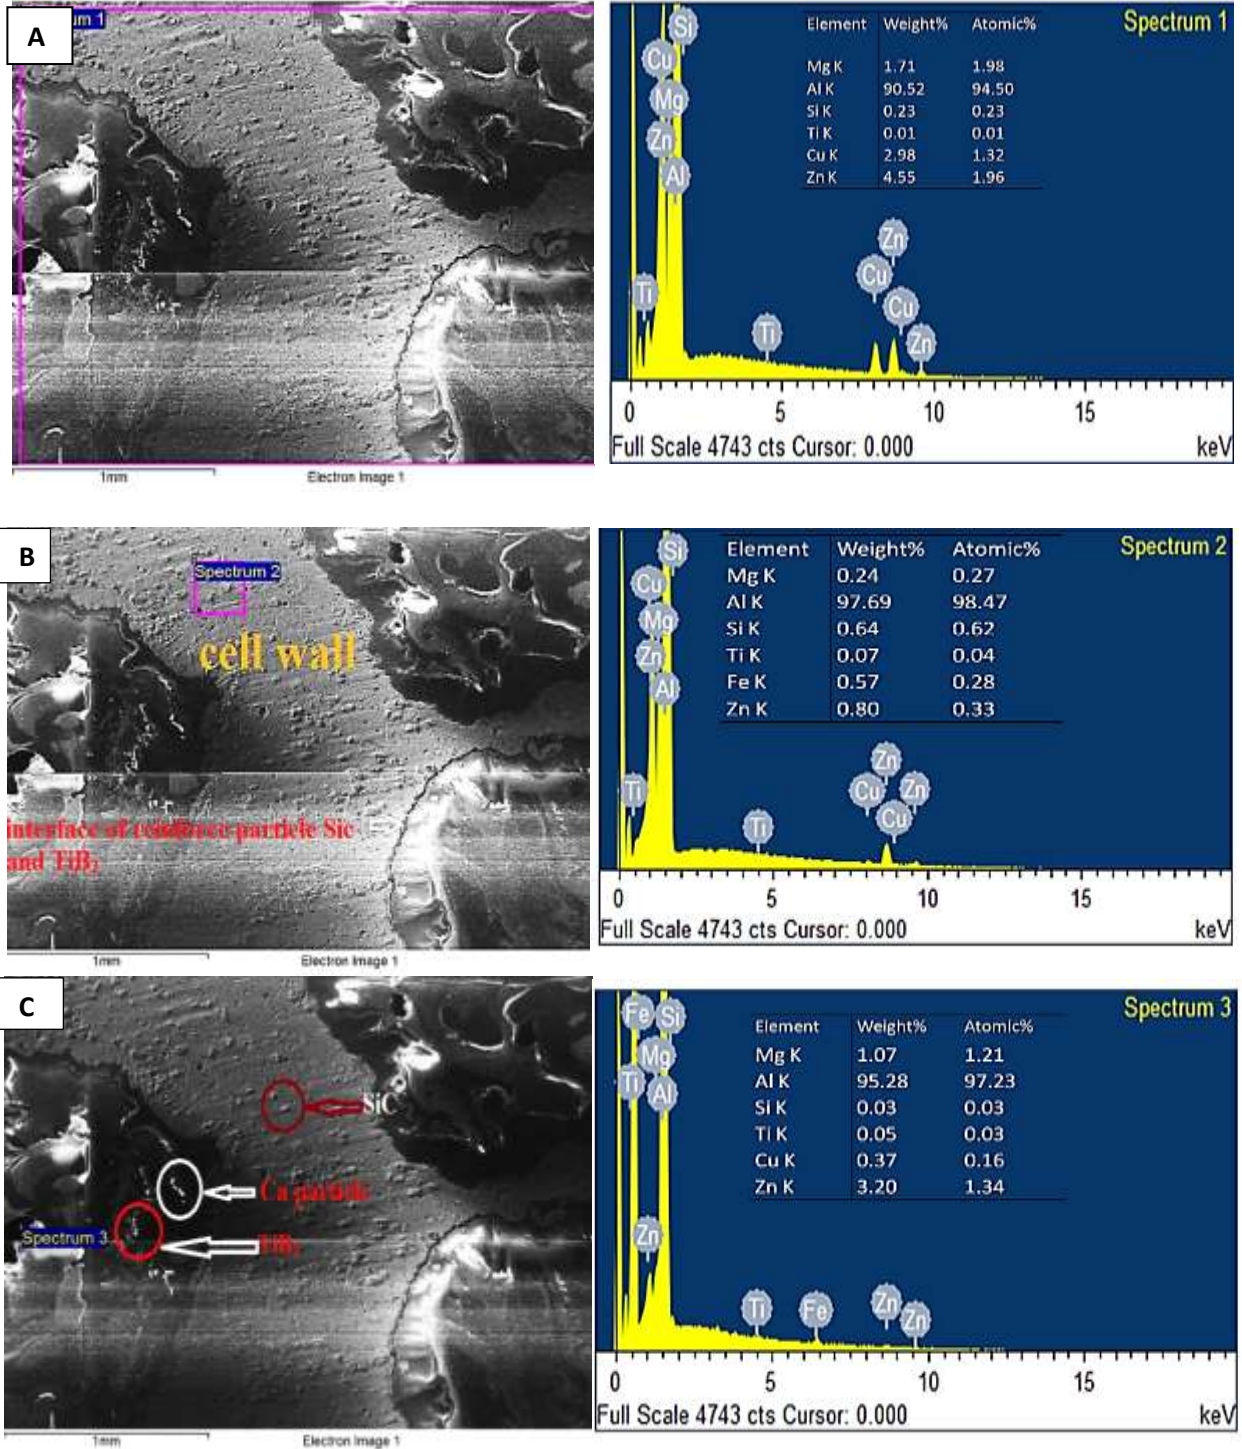 A
um 1
1mm
Electron Image 1
Spectrum 1
Element Weight% Atomic%
Mg K 1.71 1.98
Al K 90.52 94.50
Si K 0.23 0.23
Ti K 0.01 0.01
Cu K 2.98 1.32
Zn K 4.55 1.96
Si
Cu
Mg
Zn
Al
Ti
Ti
Zn
Cu
Cu
Zn
0 5 10 15
Full Scale 4743 cts Cursor: 0.000 keV
B
Spectrum 2
cell wall
interface of reinforce particle Sic
and TiB₂
1mm
Electron Image 1
Spectrum 2
Element Weight% Atomic%
Mg K 0.24 0.27
Al K 97.69 98.47
Si K 0.64 0.62
Ti K 0.07 0.04
Fe K 0.57 0.28
Zn K 0.80 0.33
Si
Cu
Mg
Zn
Al
Ti
Ti
Zn
Cu
Zn
Cu
0 5 10 15
Full Scale 4743 cts Cursor: 0.000 keV
C
SiC
Ca particle
Spectrum 3
TiB₂
1mm
Electron Image 1
Spectrum 3
Element Weight% Atomic%
Mg K 1.07 1.21
Al K 95.28 97.23
Si K 0.03 0.03
Ti K 0.05 0.03
Cu K 0.37 0.16
Zn K 3.20 1.34
Fe
Si
Mg
Ti
Al
Zn
Ti
Fe
Zn
Zn
0 5 10 15
Full Scale 4743 cts Cursor: 0.000 keV